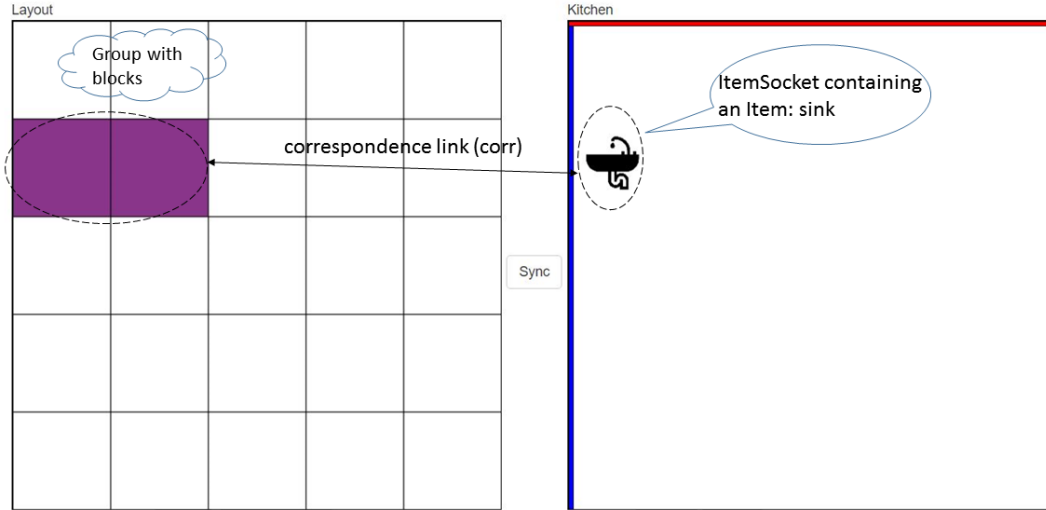 Layout
Kitchen
Group with
blocks
ItemSocket containing
an Item: sink
correspondence link (corr)
Sync